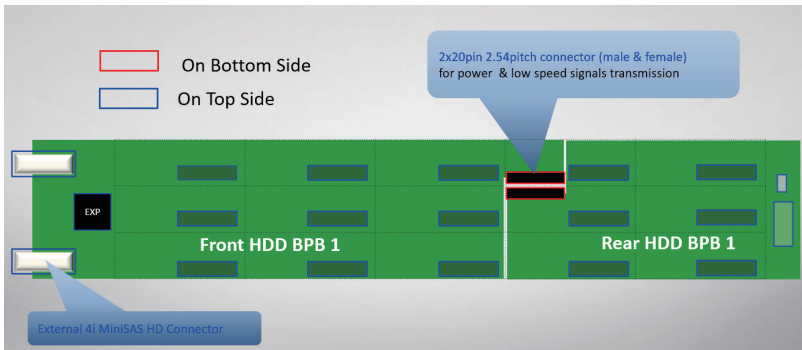 On Bottom Side
On Top Side
2x20pin 2.54pitch connector (male & female)
for power & low speed signals transmission
EXP
Front HDD BPB 1
Rear HDD BPB 1
External 4i MiniSAS HD Connector